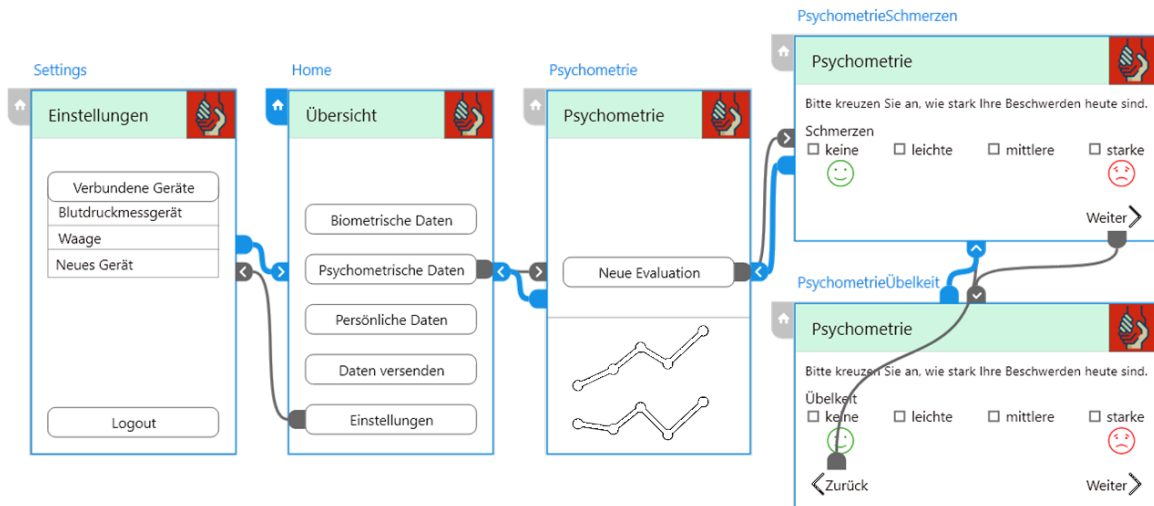 Settings
Einstellungen
Verbundene Geräte
Blutdruckmessgerät
Waage
Neues Gerät
Logout
Home
Übersicht
Biometrische Daten
Psychometrische Daten
Persönliche Daten
Daten versenden
Einstellungen
Psychometrie
Psychometrie
Neue Evaluation
PsychometrieSchmerzen
Psychometrie
Bitte kreuzen Sie an, wie stark Ihre Beschwerden heute sind.
Schmerzen
keine leichte mittlere starke
Weiter
PsychometrieÜbelkeit
Psychometrie
Bitte kreuzen Sie an, wie stark Ihre Beschwerden heute sind.
Übelkeit
keine leichte mittlere starke
Zurück Weiter